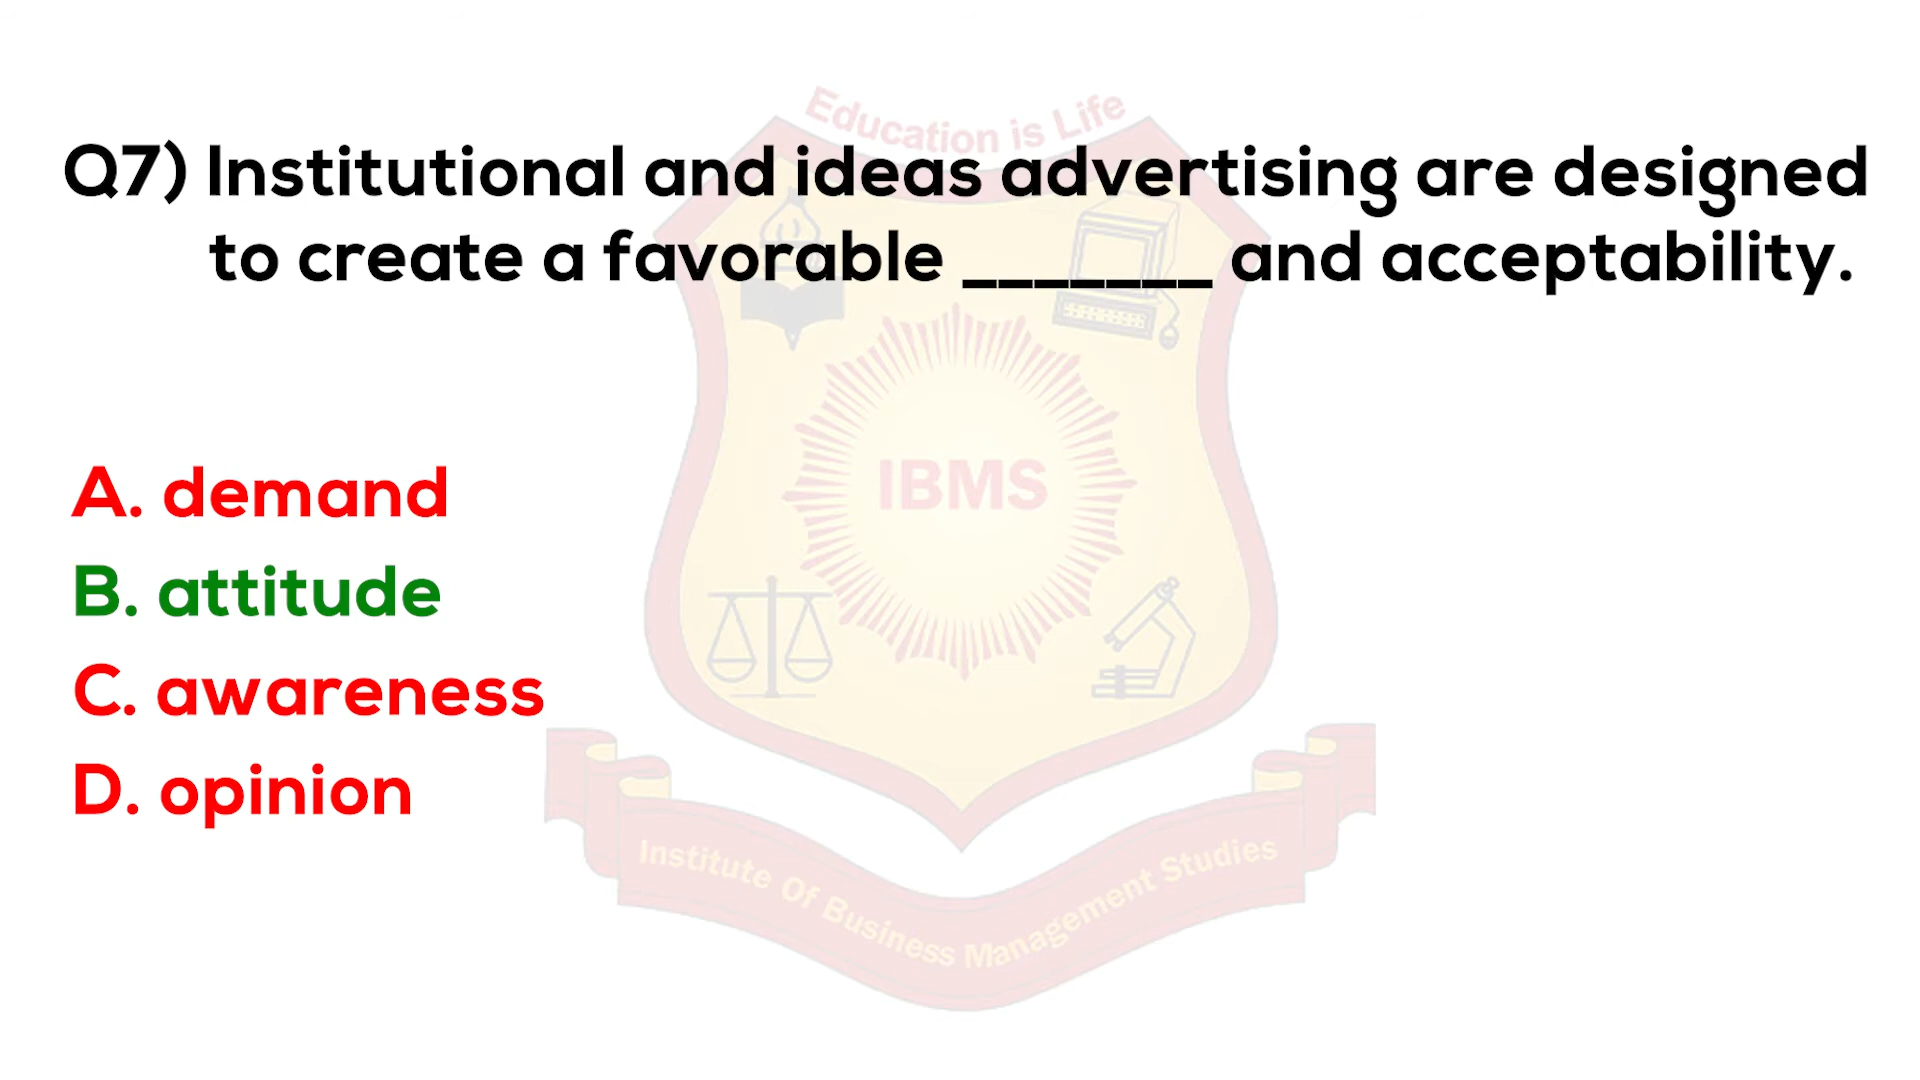 Education is Life
Q7) Institutional and ideas advertising are designed
to create a favorable _______ and acceptability.
IBMS
A. demand
B. attitude
C. awareness
D. opinion
Institute Of Business Management Studies